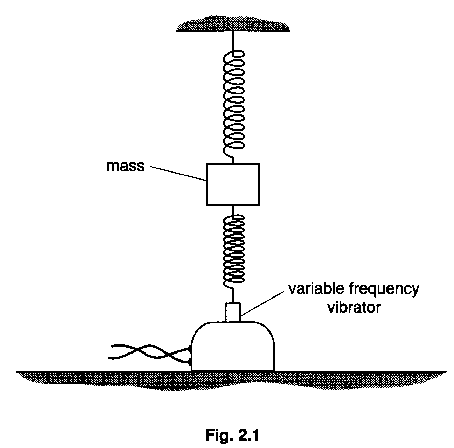 mass
variable frequency
vibrator
Fig. 2.1